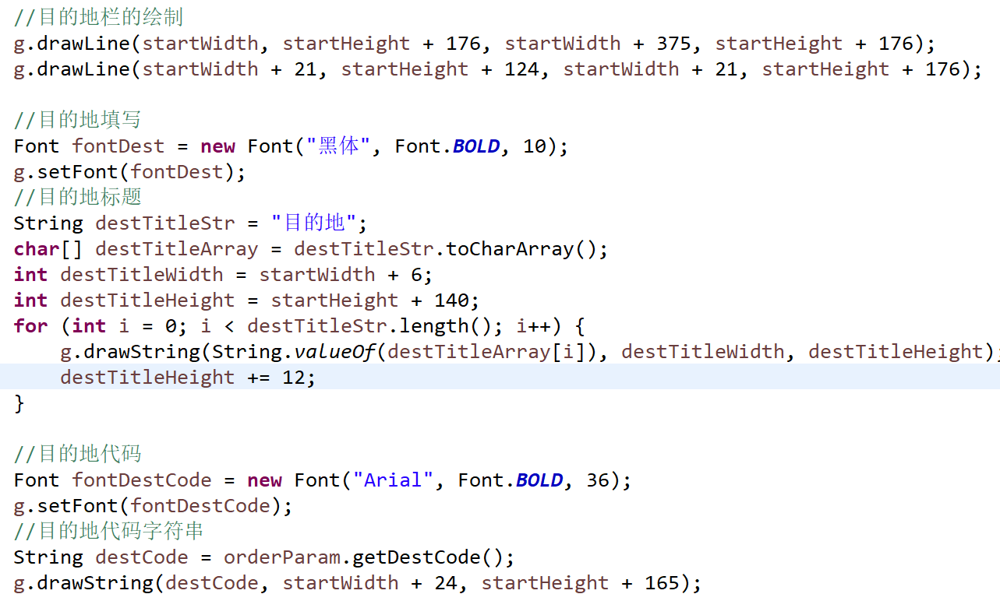 //目的地栏的绘制
g.drawLine(startWidth, startHeight + 176, startWidth + 375, startHeight + 176);
g.drawLine(startWidth + 21, startHeight + 124, startWidth + 21, startHeight + 176);
//目的地填写
Font fontDest = new Font("黑体", Font.BOLD, 10);
g.setFont(fontDest);
//目的地标题
String destTitleStr = "目的地";
char[] destTitleArray = destTitleStr.toCharArray();
int destTitleWidth = startWidth + 6;
int destTitleHeight = startHeight + 140;
for (int i = 0; i < destTitleStr.length(); i++) {
    g.drawString(String.valueOf(destTitleArray[i]), destTitleWidth, destTitleHeight);
    destTitleHeight += 12;
}
//目的地代码
Font fontDestCode = new Font("Arial", Font.BOLD, 36);
g.setFont(fontDestCode);
//目的地代码字符串
String destCode = orderParam.getDestCode();
g.drawString(destCode, startWidth + 24, startHeight + 165);